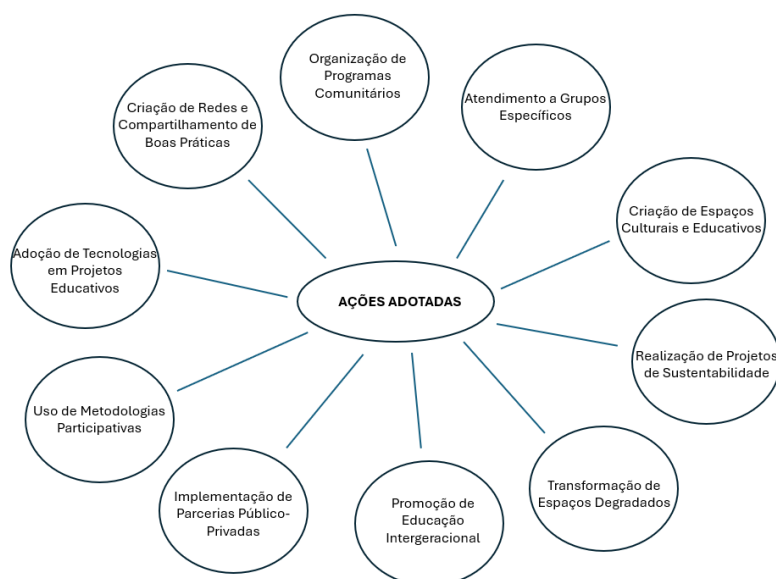 Organização de
Programas
Comunitários
Atendimento a Grupos
Específicos
Criação de Espaços
Culturais e Educativos
Realização de Projetos
de Sustentabilidade
Transformação de
Espaços Degradados
Promoção de
Educação
Intergeracional
Implementação de
Parcerias Público-
Privadas
Uso de Metodologias
Participativas
Adoção de Tecnologias
em Projetos
Educativos
Criação de Redes e
Compartilhamento de
Boas Práticas
AÇÕES ADOTADAS